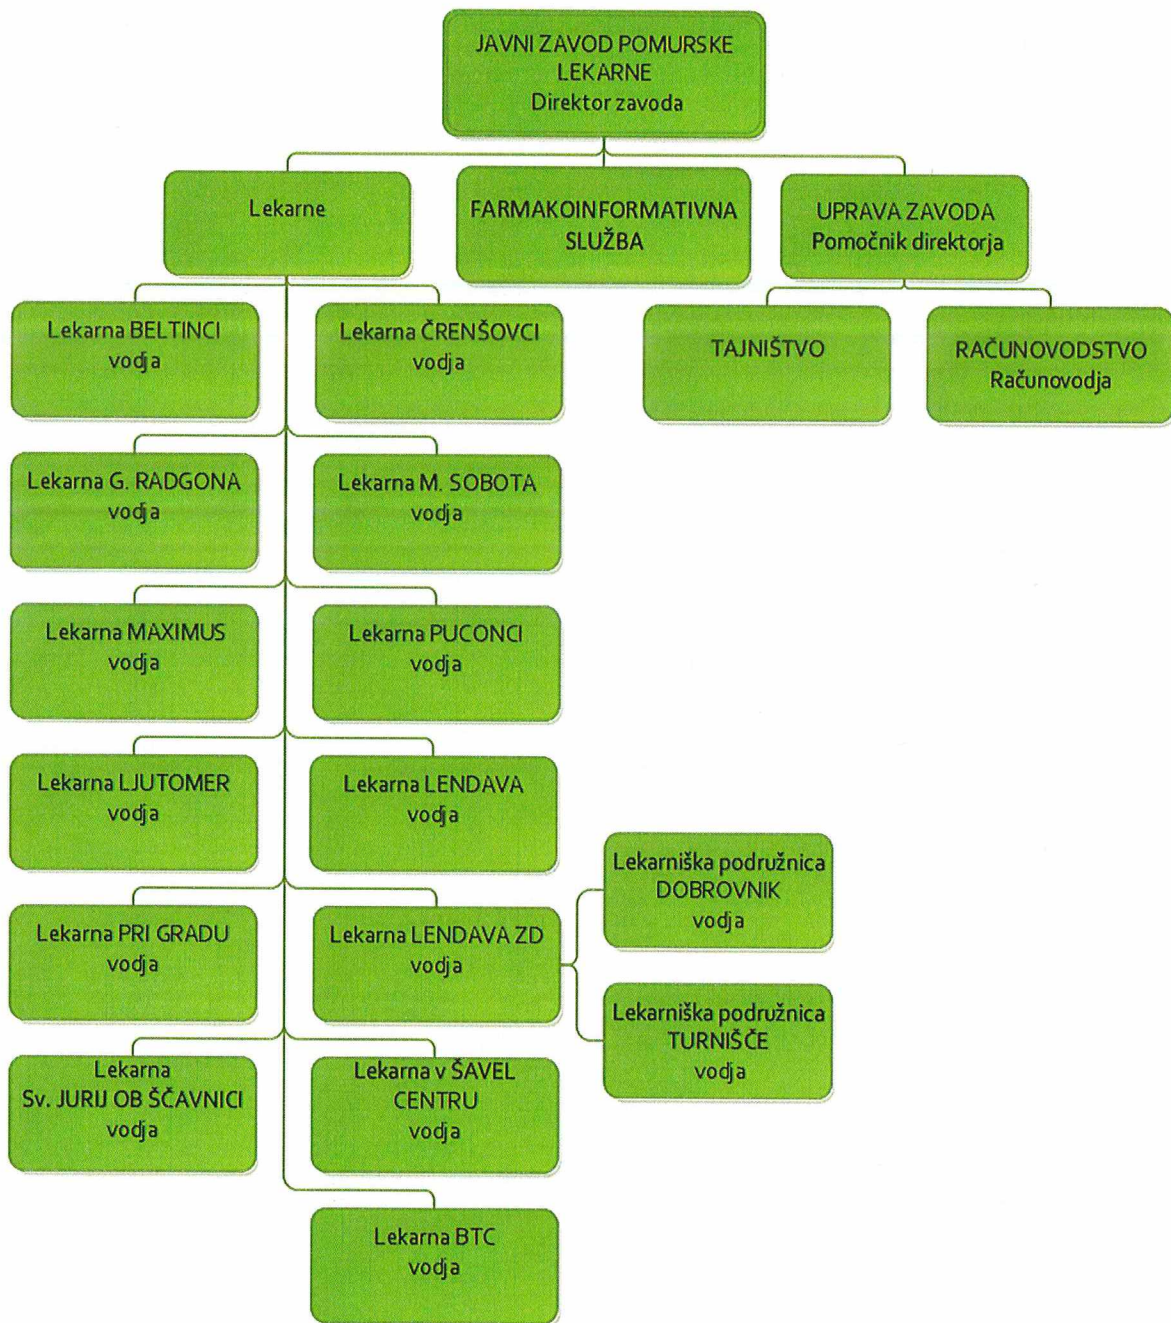 JAVNI ZAVOD POMURSKE
LEKARNE
Direktor zavoda
Lekarne
FARMAKOINFORMATIVNA
SLUŽBA
UPRAVA ZAVODA
Pomočnik direktorja
TAJNIŠTVO
RAČUNOVODSTVO
Računovodja
Lekarna BELTINCI
vodja
Lekarna ČRENŠOVCI
vodja
Lekarna G. RADGONA
vodja
Lekarna M. SOBOTA
vodja
Lekarna MAXIMUS
vodja
Lekarna PUCONCI
vodja
Lekarna LJUTOMER
vodja
Lekarna LENDAVA
vodja
Lekarna PRI GRADU
vodja
Lekarna LENDAVA ZD
vodja
Lekarniška podružnica
DOBROVNIK
vodja
Lekarniška podružnica
TURNIŠČE
vodja
Lekarna
Sv. JURIJ OB ŠČAVNICI
vodja
Lekarna v ŠAVEL
CENTRU
vodja
Lekarna BTC
vodja